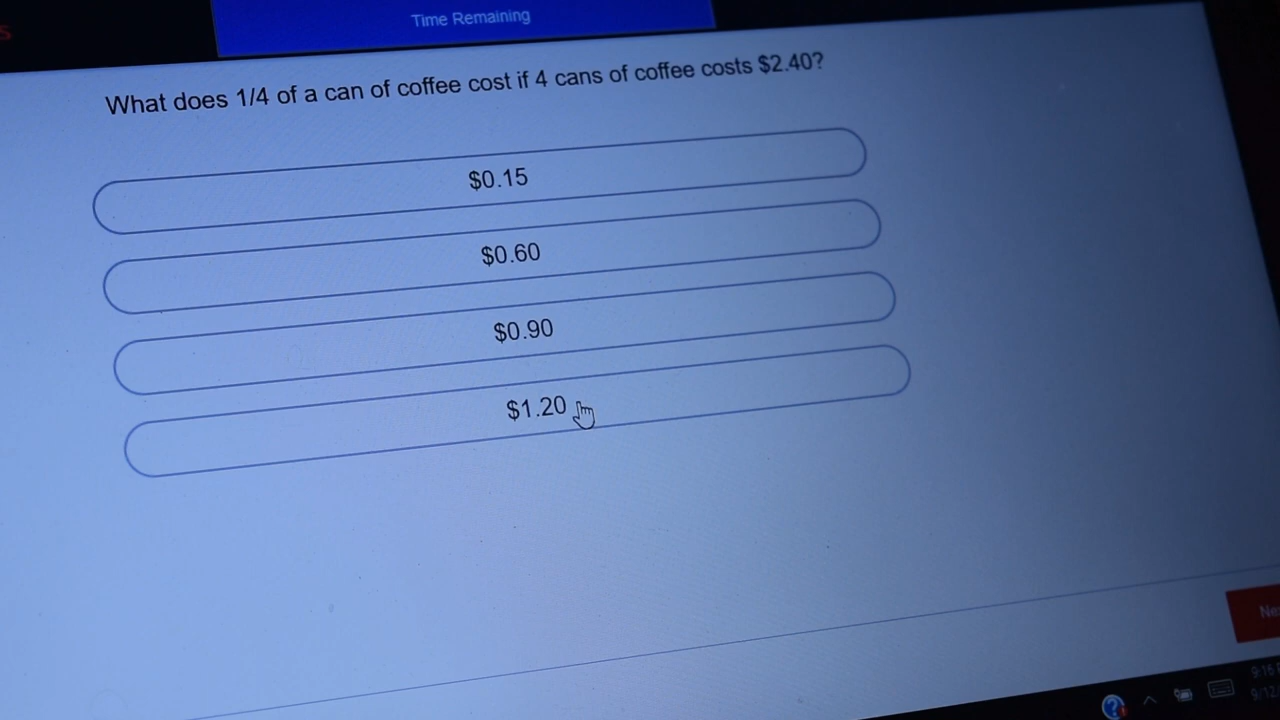 Time Remaining
What does 1/4 of a can of coffee cost if 4 cans of coffee costs $2.40?
$0.15
$0.60
$0.90
$1.20